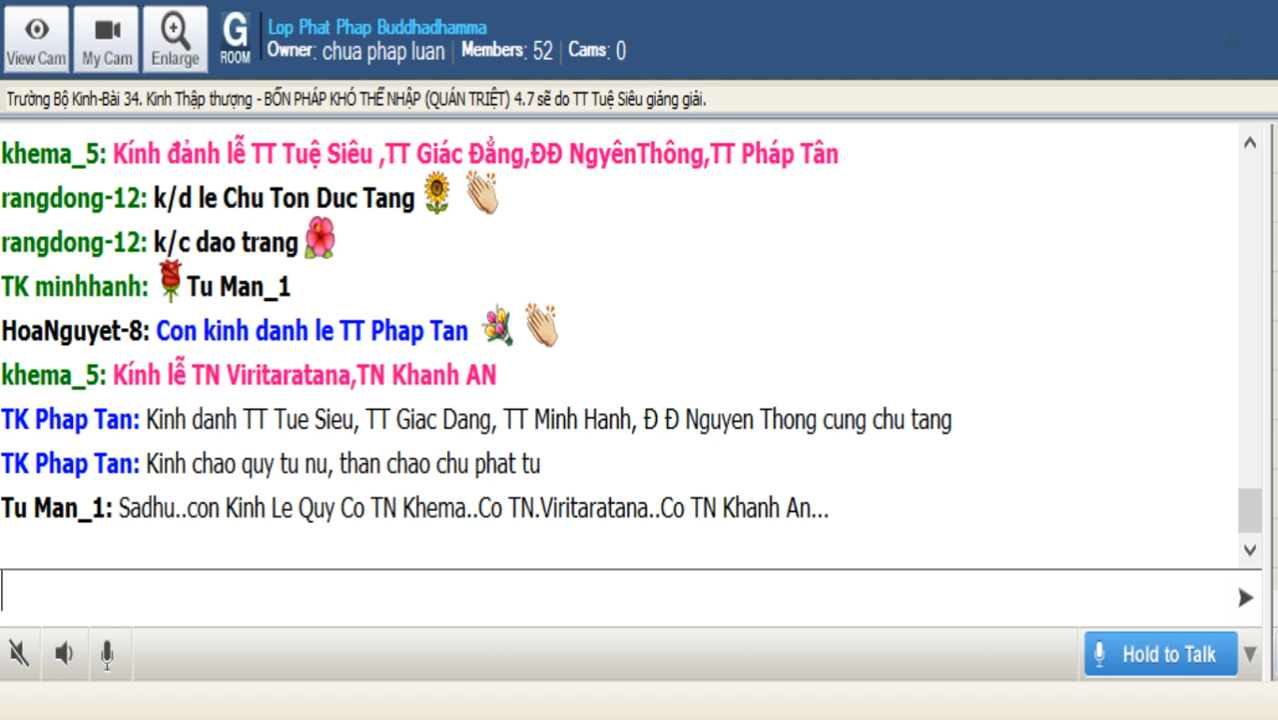 Lop Phat Phap Buddhadhamma
View Cam My Cam Enlarge G ROOM Owner: chua phap luan | Members: 52 | Cams: 0
Trường Bộ Kinh-Bài 34. Kinh Thập thượng - BỐN PHÁP KHÓ THỂ NHẬP (QUÁN TRIỆT) 4.7 sẽ do TT Tuệ Siêu giảng giải.
khema_5: Kính đảnh lễ TT Tuệ Siêu ,TT Giác Đẳng,ĐĐ NgyênThông,TT Pháp Tân
rangdong-12: k/d le Chu Ton Duc Tang
rangdong-12: k/c dao trang
TK minhhanh: Tu Man_1
HoaNguyet-8: Con kinh danh le TT Phap Tan
khema_5: Kính lễ TN Viritaratana,TN Khanh AN
TK Phap Tan: Kinh danh TT Tue Sieu, TT Giac Dang, TT Minh Hanh, Đ Đ Nguyen Thong cung chu tang
TK Phap Tan: Kinh chao quy tu nu, than chao chu phat tu
Tu Man_1: Sadhu..con Kinh Le Quy Co TN Khema..Co TN.Viritaratana..Co TN Khanh An...
Hold to Talk